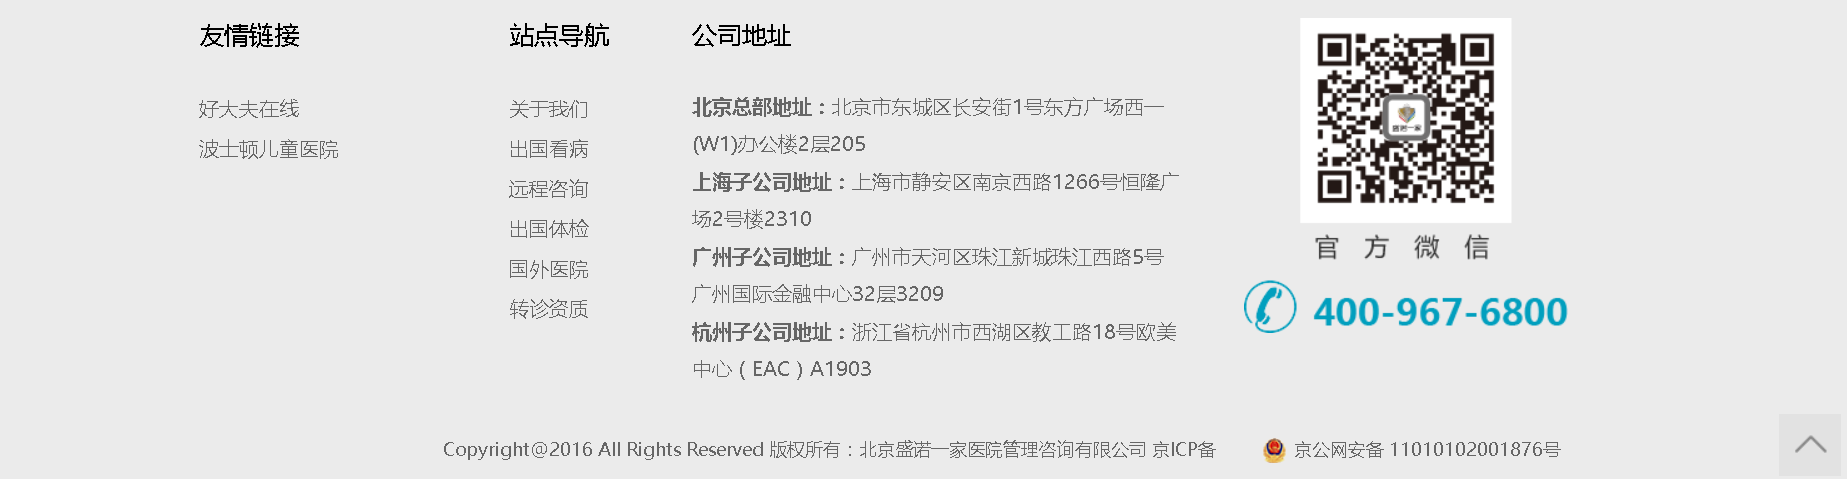 友情链接
好大夫在线
波士顿儿童医院
站点导航
关于我们
出国看病
远程咨询
出国体检
国外医院
转诊资质
公司地址
北京总部地址：北京市东城区长安街1号东方广场西一
(W1)办公楼2层205
上海子公司地址：上海市静安区南京西路1266号恒隆广
场2号楼2310
广州子公司地址：广州市天河区珠江新城珠江西路5号
广州国际金融中心32层3209
杭州子公司地址：浙江省杭州市西湖区教工路18号欧美
中心（EAC）A1903
盛诺一家
官方微信
400-967-6800
Copyright@2016 All Rights Reserved 版权所有：北京盛诺一家医院管理咨询有限公司 京ICP备
京公网安备 11010102001876号